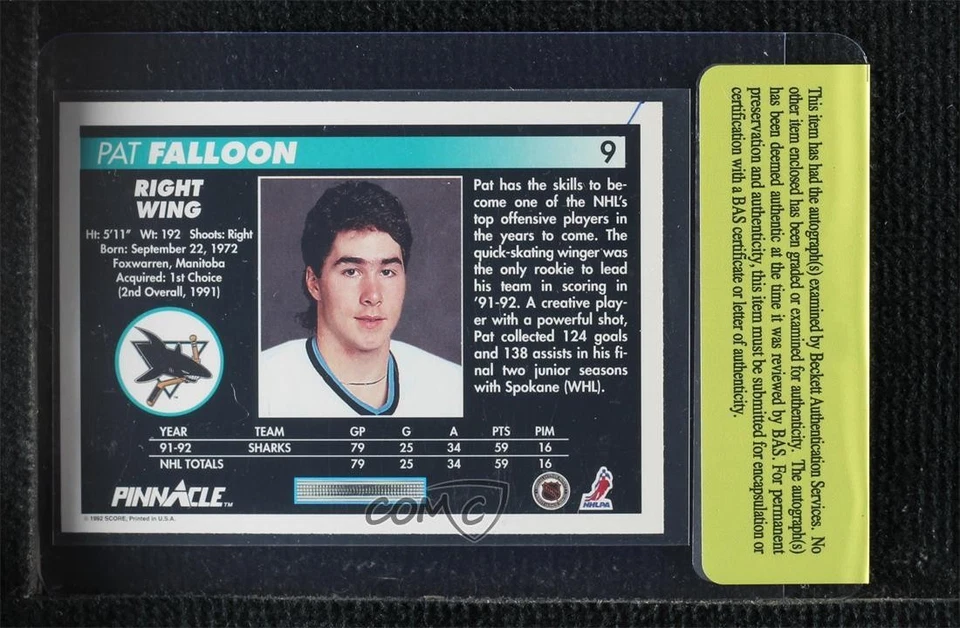 PAT FALLOON 9
RIGHT
WING
Ht: 5'11" Wt: 192 Shoots: Right
Born: September 22, 1972
Foxwarren, Manitoba
Acquired: 1st Choice
(2nd Overall, 1991)
Pat has the skills to be-
come one of the NHL's
top offensive players in
the years to come. The
quick-skating winger was
the only rookie to lead
his team in scoring in
'91-92. A creative play-
er with a powerful shot,
Pat collected 124 goals
and 138 assists in his fi-
nal two junior seasons
with Spokane (WHL).
YEAR TEAM GP G A PTS PIM
91-92 SHARKS 79 25 34 59 16
NHL TOTALS 79 25 34 59 16
PINNACLE™
© 1992 SCORE, Printed in U.S.A.
COMC
NHLPA
This item has had the autograph(s) examined by Beckett Authentication Services. No
other item enclosed has been graded or examined for authenticity. The autograph(s)
has been deemed authentic at the time it was reviewed by BAS. For permanent
preservation and authenticity, this item must be submitted for encapsulation or
certification with a BAS certificate or letter of authenticity.